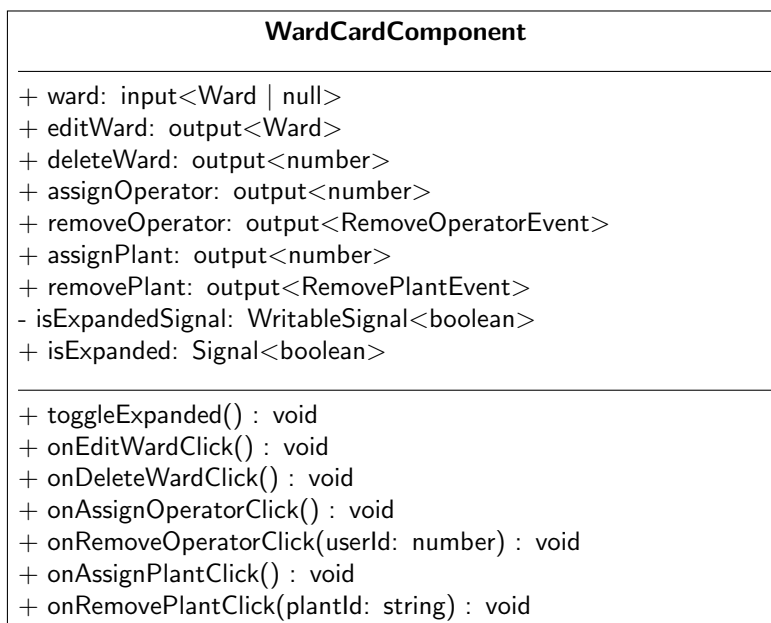 WardCardComponent
+ ward: input<Ward | null>
+ editWard: output<Ward>
+ deleteWard: output<number>
+ assignOperator: output<number>
+ removeOperator: output<RemoveOperatorEvent>
+ assignPlant: output<number>
+ removePlant: output<RemovePlantEvent>
- isExpandedSignal: WritableSignal<boolean>
+ isExpanded: Signal<boolean>
+ toggleExpanded() : void
+ onEditWardClick() : void
+ onDeleteWardClick() : void
+ onAssignOperatorClick() : void
+ onRemoveOperatorClick(userId: number) : void
+ onAssignPlantClick() : void
+ onRemovePlantClick(plantId: string) : void